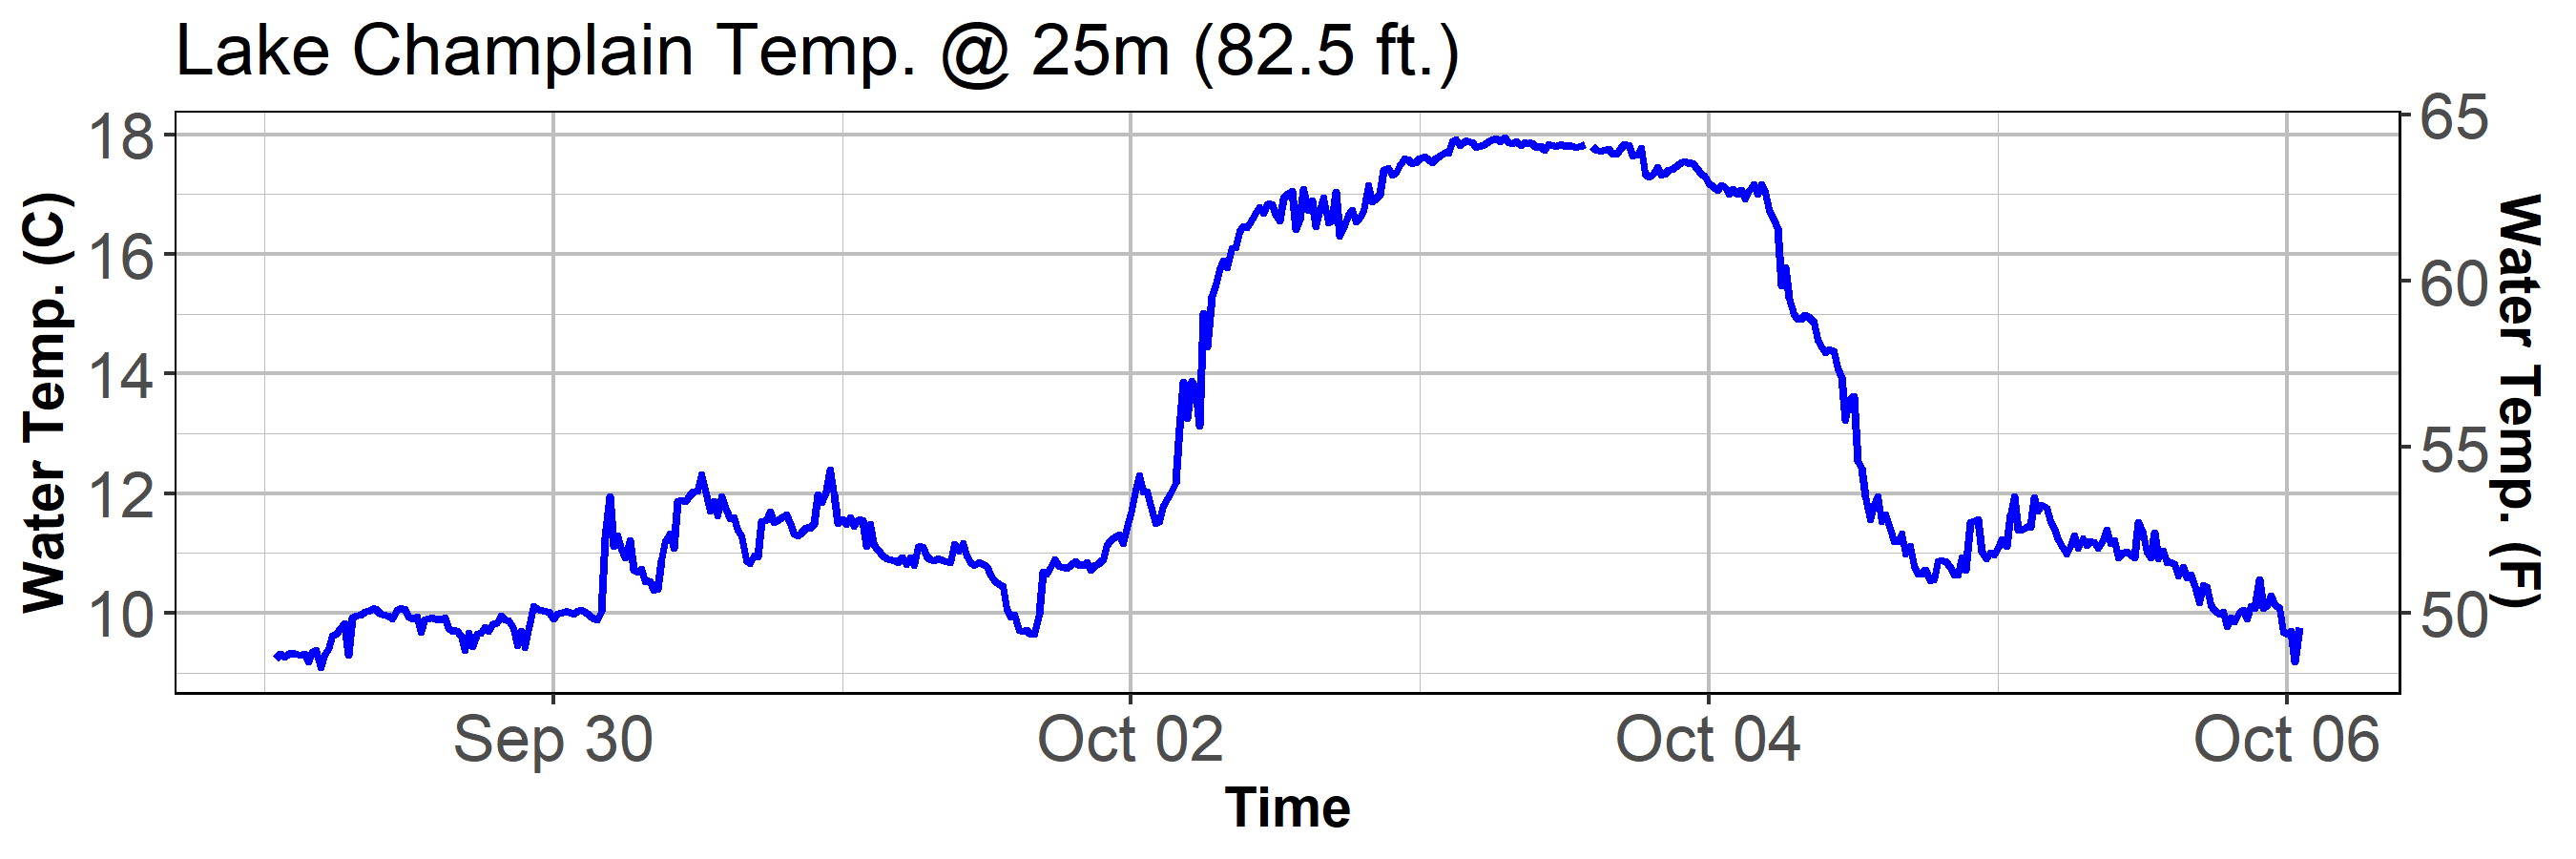 Lake Champlain Temp. @ 25m (82.5 ft.)
Water Temp. (C)
18
16
14
12
10
65
60
55
50
Water Temp. (F)
Sep 30 Oct 02 Oct 04 Oct 06
Time